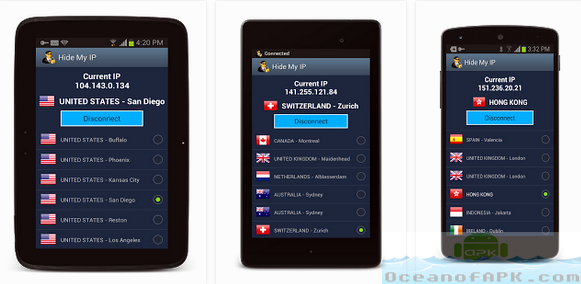 4:20 PM
Hide My IP
Current IP
104.143.0.134
UNITED STATES - San Diego
Disconnect
UNITED STATES - Buffalo
UNITED STATES - Phoenix
UNITED STATES - Kansas City
UNITED STATES - San Diego
UNITED STATES - Reston
UNITED STATES - Los Angeles
Connected
Hide My IP
Current IP
141.255.121.84
SWITZERLAND - Zurich
Disconnect
CANADA - Montreal
UNITED KINGDOM - Maidenhead
NETHERLANDS - Alblasserdam
AUSTRALIA - Sydney
AUSTRALIA - Sydney
SWITZERLAND - Zurich
3:32 PM
Hide My IP
Current IP
151.236.20.21
HONG KONG
Disconnect
SPAIN - Valencia
UNITED KINGDOM - London
UNITED KINGDOM - London
HONG KONG
INDONESIA - Jakarta
IRELAND - Dublin
apk
OceanofAPK.com